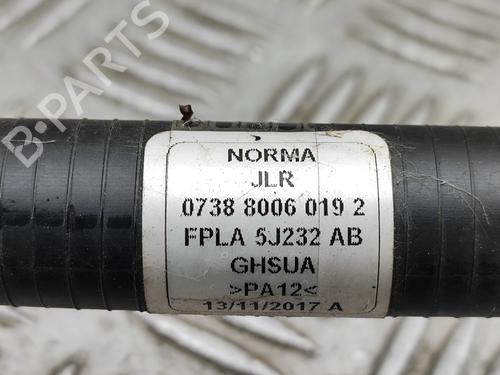 B-PARTS
NORMA
JLR
0738 8006 019 2
FPLA 5J232 AB
GHSUA
>PA12<
13/11/2017 A